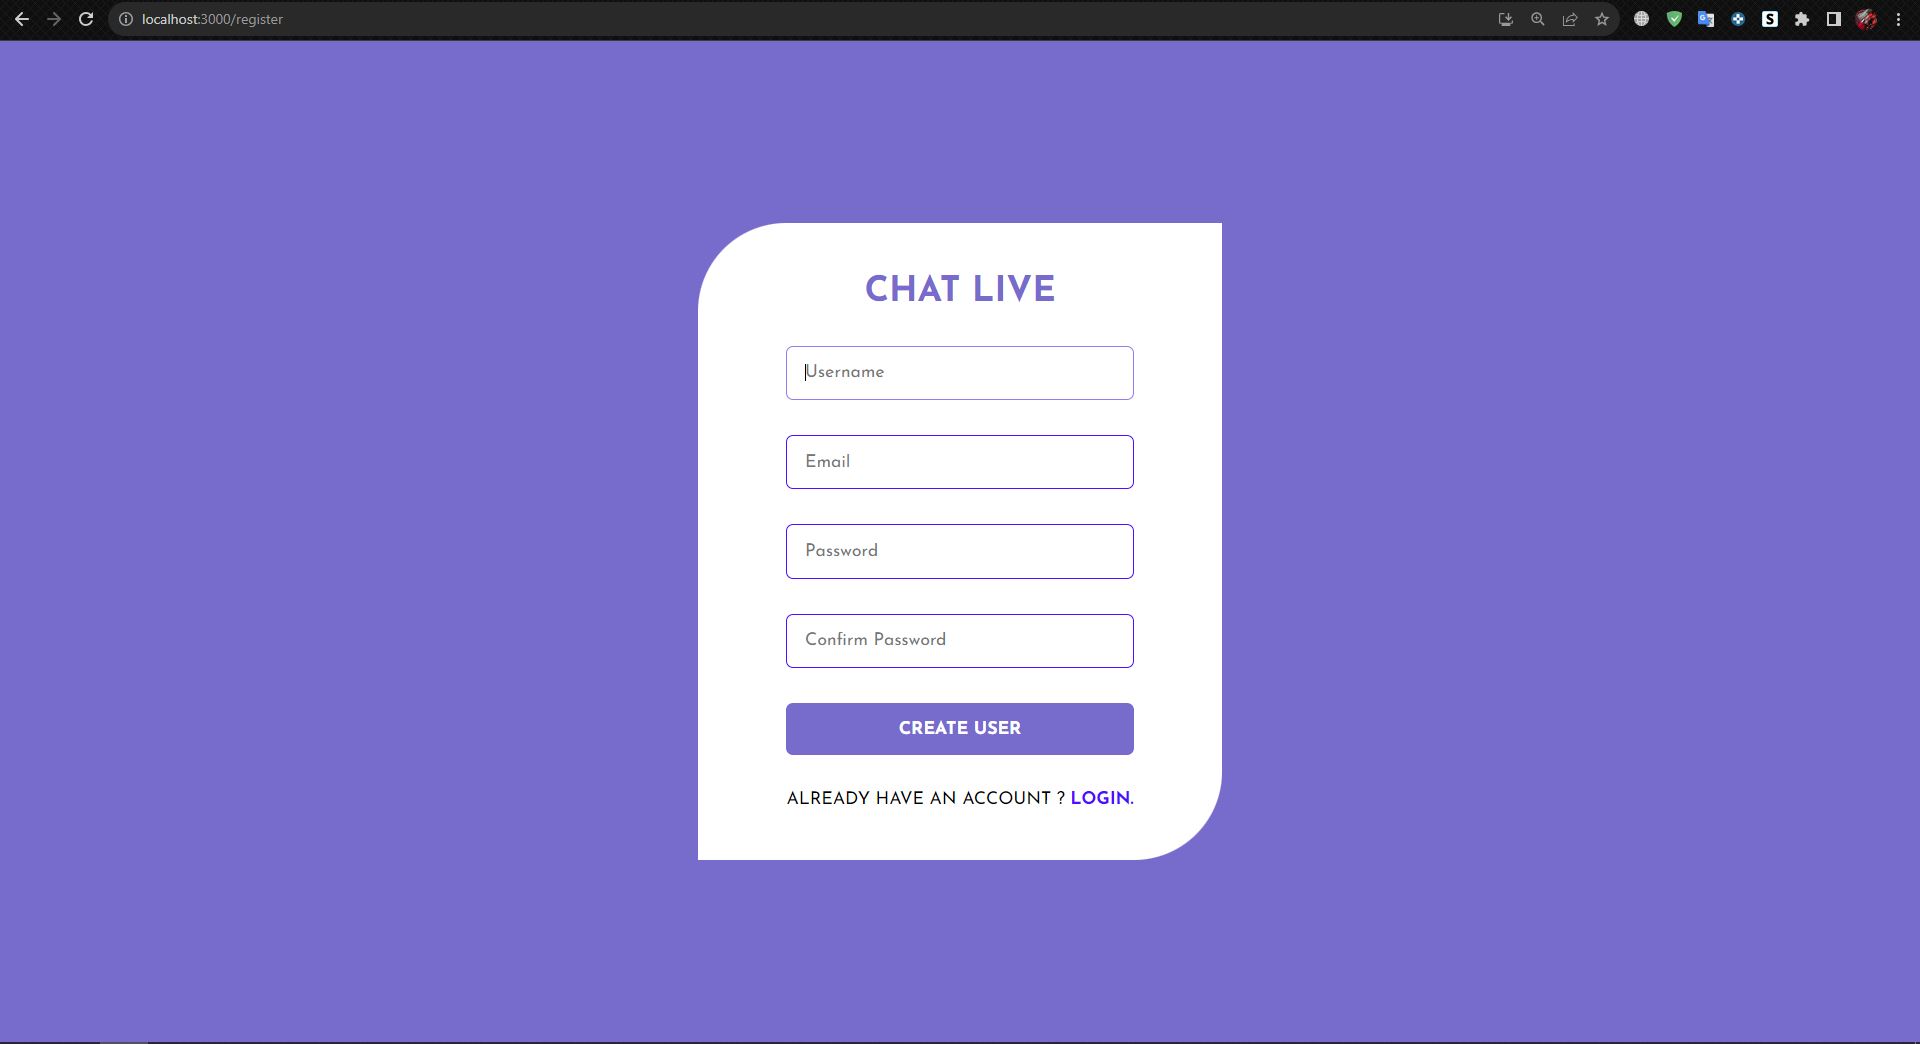 localhost:3000/register
CHAT LIVE
Username
Email
Password
Confirm Password
CREATE USER
ALREADY HAVE AN ACCOUNT ? LOGIN.